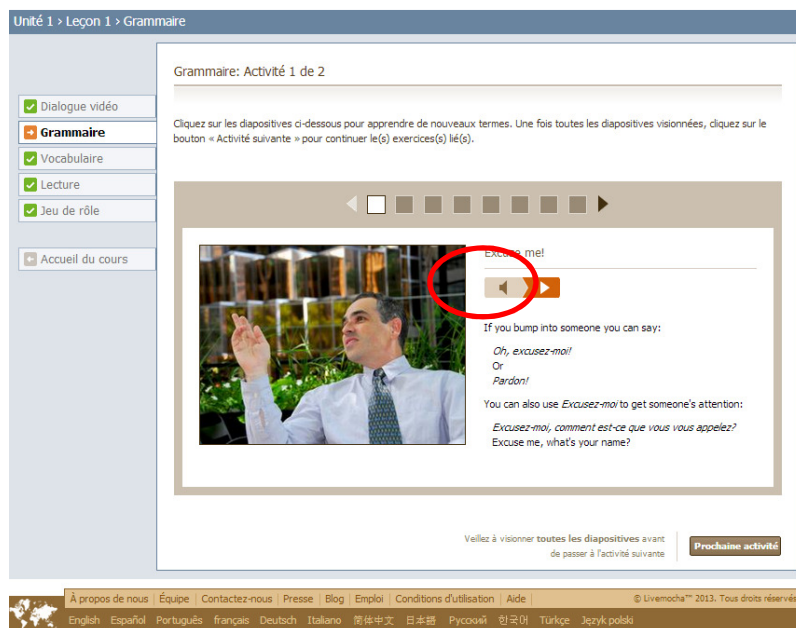 Unité 1 > Leçon 1 > Grammaire
Grammaire: Activité 1 de 2
Dialogue vidéo
Grammaire
Vocabulaire
Lecture
Jeu de rôle
Accueil du cours
Cliquez sur les diapositives ci-dessous pour apprendre de nouveaux termes. Une fois toutes les diapositives visionnées, cliquez sur le
bouton « Activité suivante » pour continuer le(s) exercices(s) lié(s).
Excuse me!
If you bump into someone you can say:
Oh, excusez-moi!
Or
Pardon!
You can also use Excusez-moi to get someone's attention:
Excusez-moi, comment est-ce que vous vous appelez?
Excuse me, what's your name?
Veillez à visionner toutes les diapositives avant
de passer à l'activité suivante
Prochaine activité
À propos de nous | Équipe | Contactez-nous | Presse | Blog | Emploi | Conditions d'utilisation | Aide | © Livemocha™ 2013. Tous droits réservés
English Español Português français Deutsch Italiano 简体中文 日本語 Русский 한국어 Türkçe Język polski